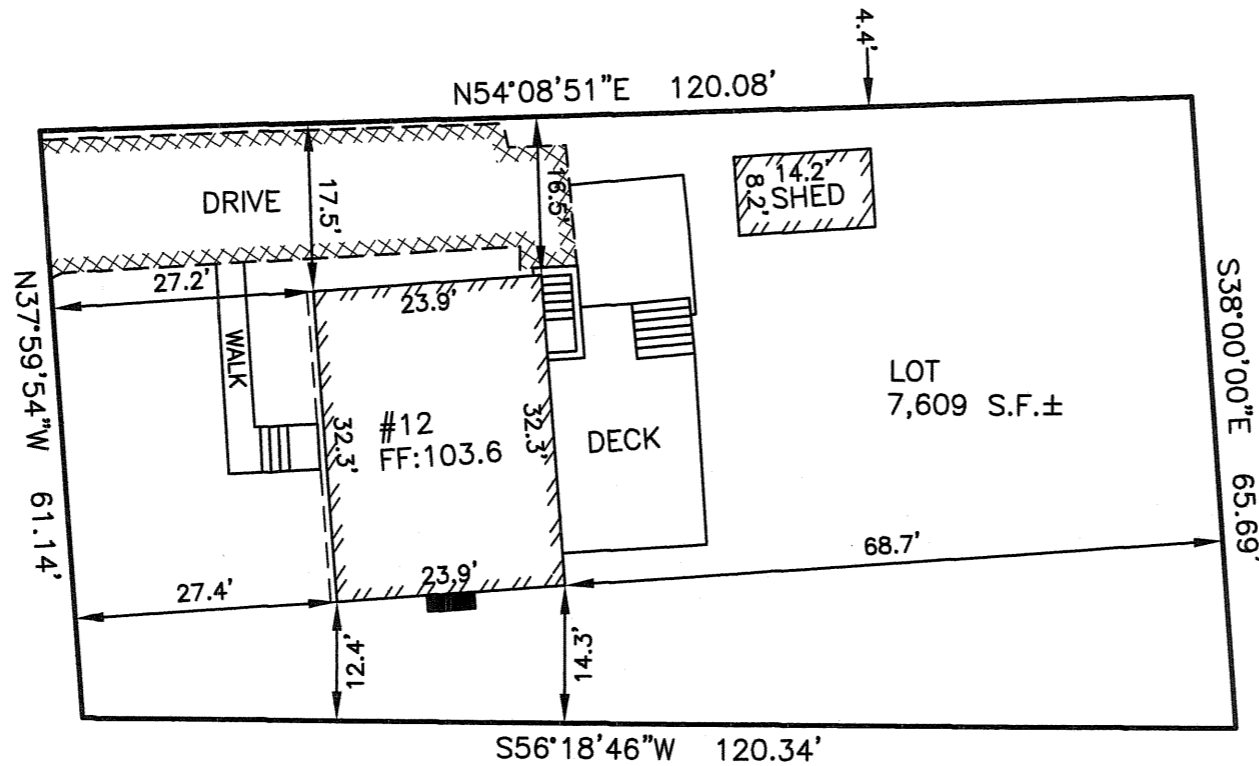 4.4'
N54°08'51"E 120.08'
DRIVE
17.5'
16.5'
14.2'
8.2'
SHED
27.2'
23.9'
WALK
N37°59'54"W 61.14'
S38°00'00"E 65.69'
LOT
7,609 S.F.±
32.3'
#12
FF:103.6
32.3'
DECK
68.7'
27.4'
23.9'
12.4'
14.3'
S56°18'46"W 120.34'